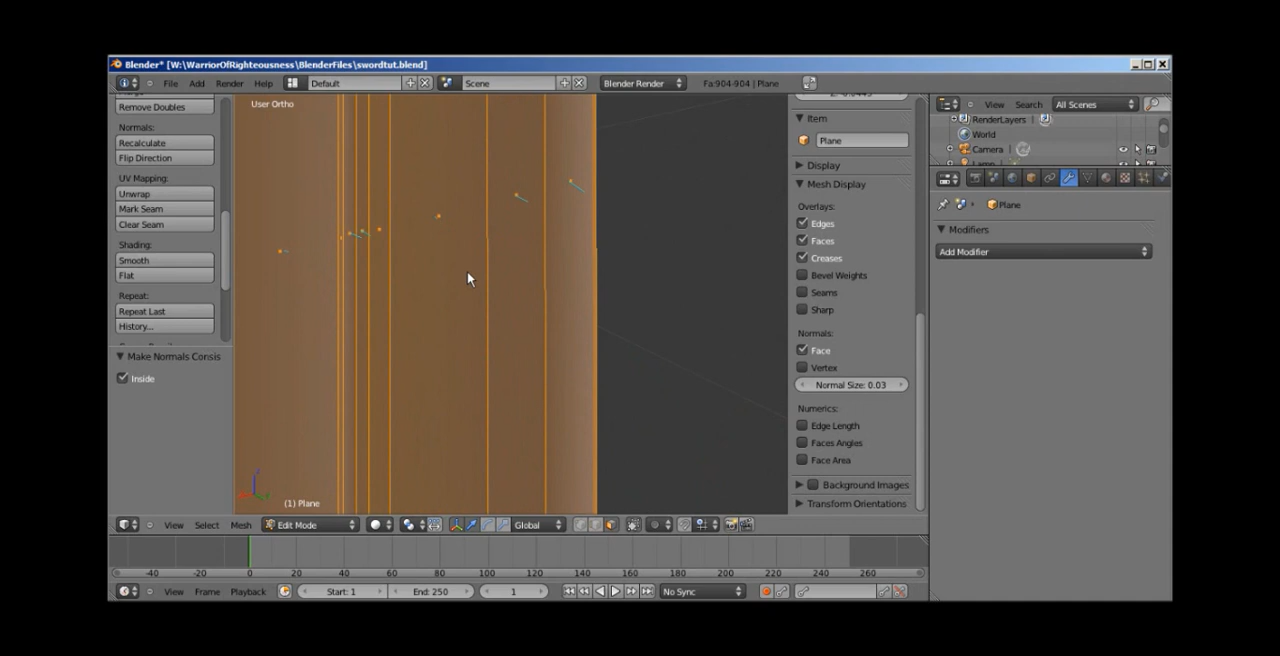 Blender* [W:\WarriorOfRighteousness\BlenderFiles\swordtut.blend]
File Add Render Help Default Scene Blender Render Fa:904-904 | Plane
Remove Doubles
Normals:
Recalculate
Flip Direction
UV Mapping:
Unwrap
Mark Seam
Clear Seam
Shading:
Smooth
Flat
Repeat:
Repeat Last
History...
Make Normals Consis
Inside
User Ortho
(1) Plane
Item
Plane
Display
Mesh Display
Overlays:
Edges
Faces
Creases
Bevel Weights
Seams
Sharp
Normals:
Face
Vertex
Normal Size: 0.03
Numerics:
Edge Length
Faces Angles
Face Area
Background Images
Transform Orientations
View Search All Scenes
RenderLayers |
World
Camera |
Plane
Modifiers
Add Modifier
View Select Mesh Edit Mode Global
-40 -20 0 20 40 60 80 100 120 140 160 180 200 220 240 260
View Frame Playback Start: 1 End: 250 1 No Sync